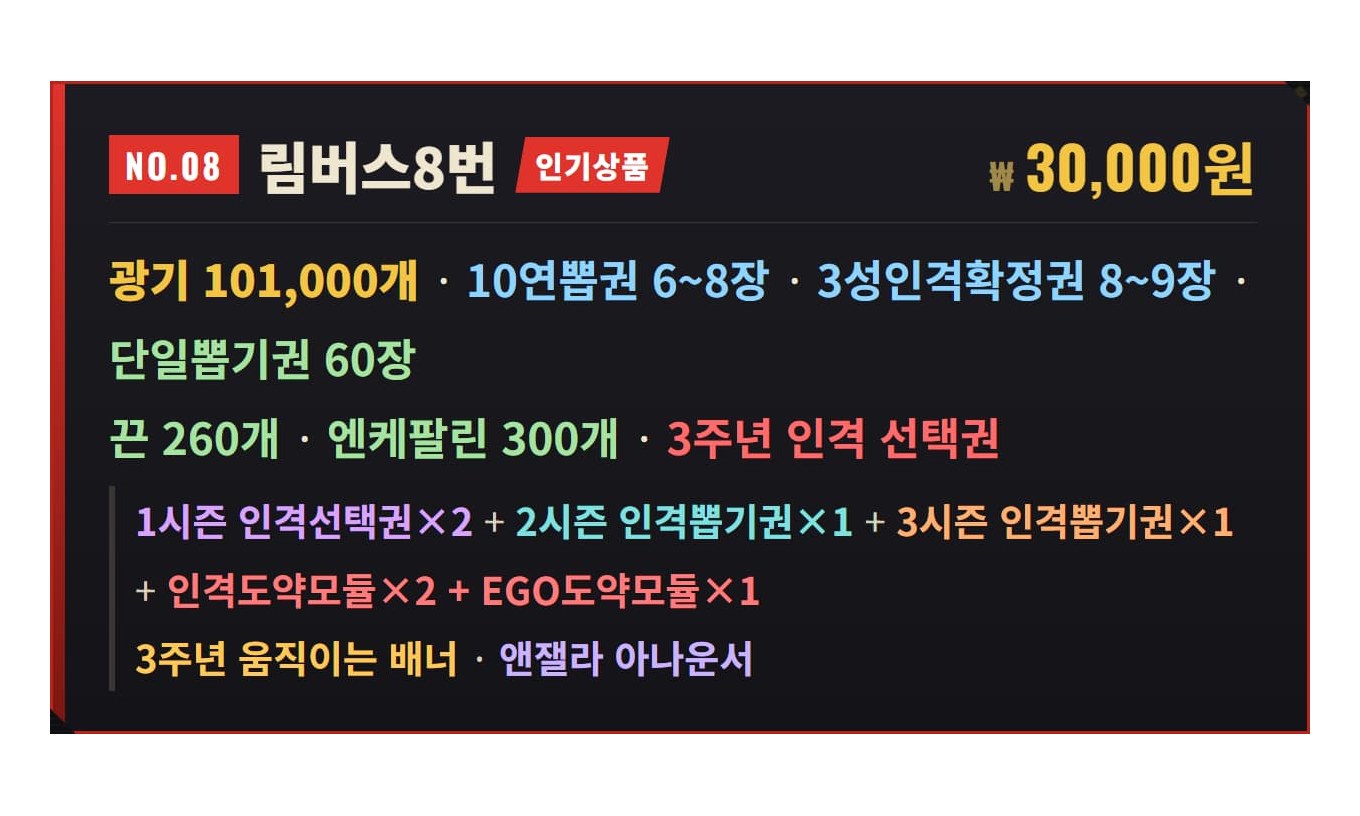 NO.08 림버스8번 인기상품 ₩ 30,000원
광기 101,000개 · 10연뽑권 6~8장 · 3성인격확정권 8~9장 ·
단일뽑기권 60장
끈 260개 · 엔케팔린 300개 · 3주년 인격 선택권
1시즌 인격선택권×2 + 2시즌 인격뽑기권×1 + 3시즌 인격뽑기권×1
+ 인격도약모듈×2 + EGO도약모듈×1
3주년 움직이는 배너 · 앤잴라 아나운서